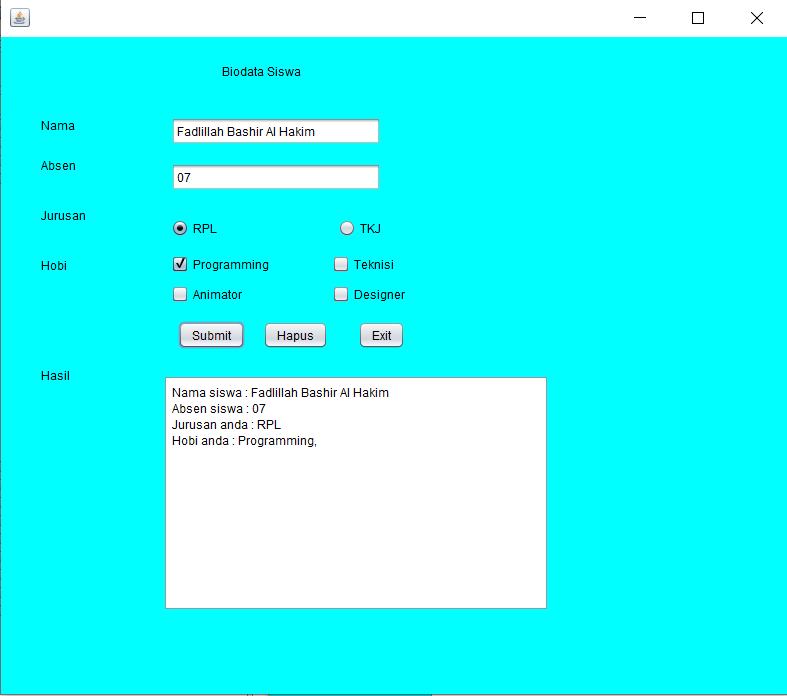 Biodata Siswa
Nama
Fadlillah Bashir Al Hakim
Absen
07
Jurusan
RPL TKJ
Hobi
Programming Teknisi
Animator Designer
Submit Hapus Exit
Hasil
Nama siswa : Fadlillah Bashir Al Hakim
Absen siswa : 07
Jurusan anda : RPL
Hobi anda : Programming,